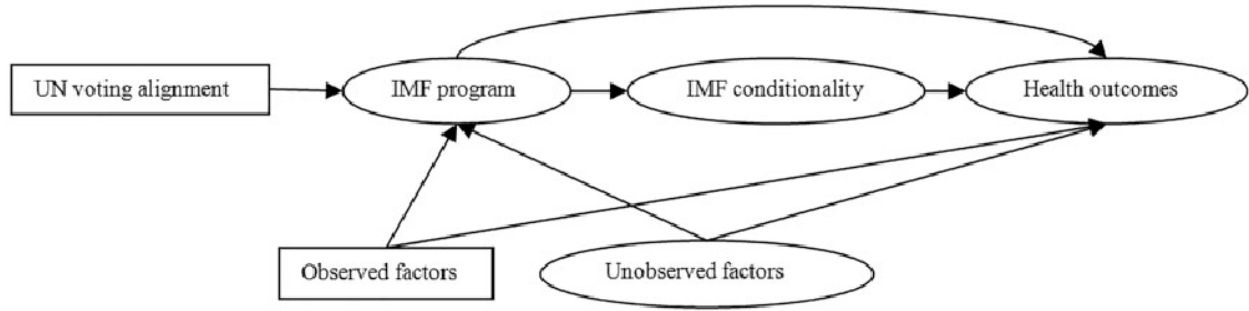 UN voting alignment
IMF program
IMF conditionality
Health outcomes
Observed factors
Unobserved factors